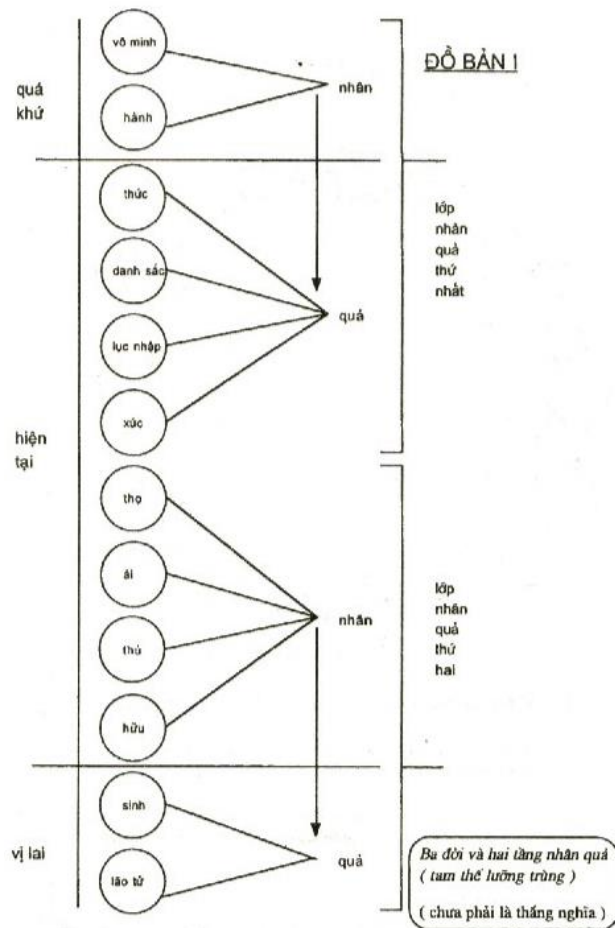 ĐỒ BẢN I
quá
khứ
vô minh
hành
nhân
thức
danh sắc
lục nhập
xúc
quả
lớp
nhân
quả
thứ
nhất
hiện
tại
thọ
ái
thủ
hữu
nhân
lớp
nhân
quả
thứ
hai
vị lai
sinh
lão tử
quả
Ba đời và hai tầng nhân quả
( tam thế lưỡng trùng )
( chưa phải là thắng nghĩa )